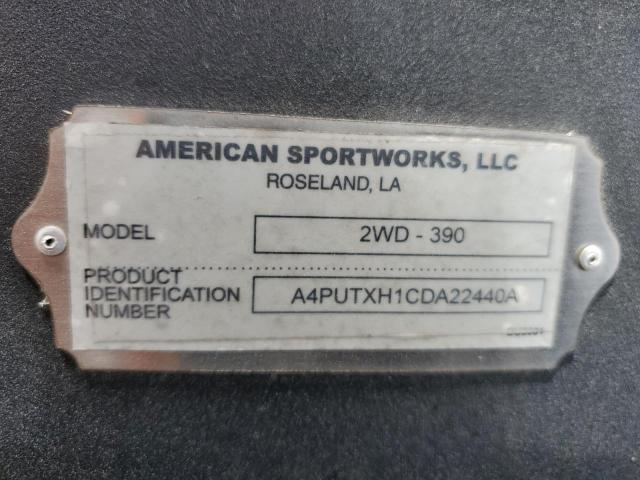 AMERICAN SPORTWORKS, LLC
ROSELAND, LA
MODEL
2WD - 390
PRODUCT
IDENTIFICATION
NUMBER
A4PUTXH1CDA22440A